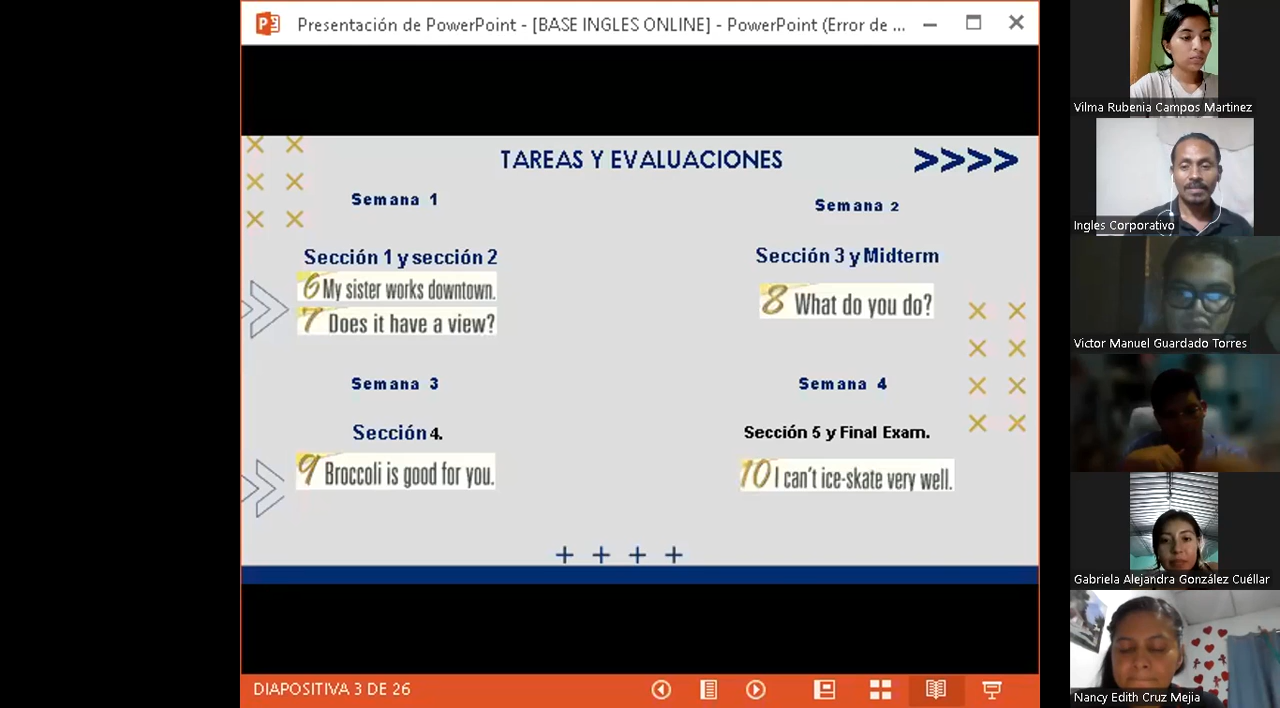 Presentación de PowerPoint - [BASE INGLES ONLINE] - PowerPoint (Error de ...
TAREAS Y EVALUACIONES
>>>>
Semana 1
Sección 1 y sección 2
6 My sister works downtown.
7 Does it have a view?
Semana 2
Sección 3 y Midterm
8 What do you do?
Semana 3
Sección 4.
9 Broccoli is good for you.
Semana 4
Sección 5 y Final Exam.
10 I can't ice-skate very well.
DIAPOSITIVA 3 DE 26
Vilma Rubenia Campos Martinez
Ingles Corporativo
Victor Manuel Guardado Torres
Gabriela Alejandra González Cuéllar
Nancy Edith Cruz Mejia